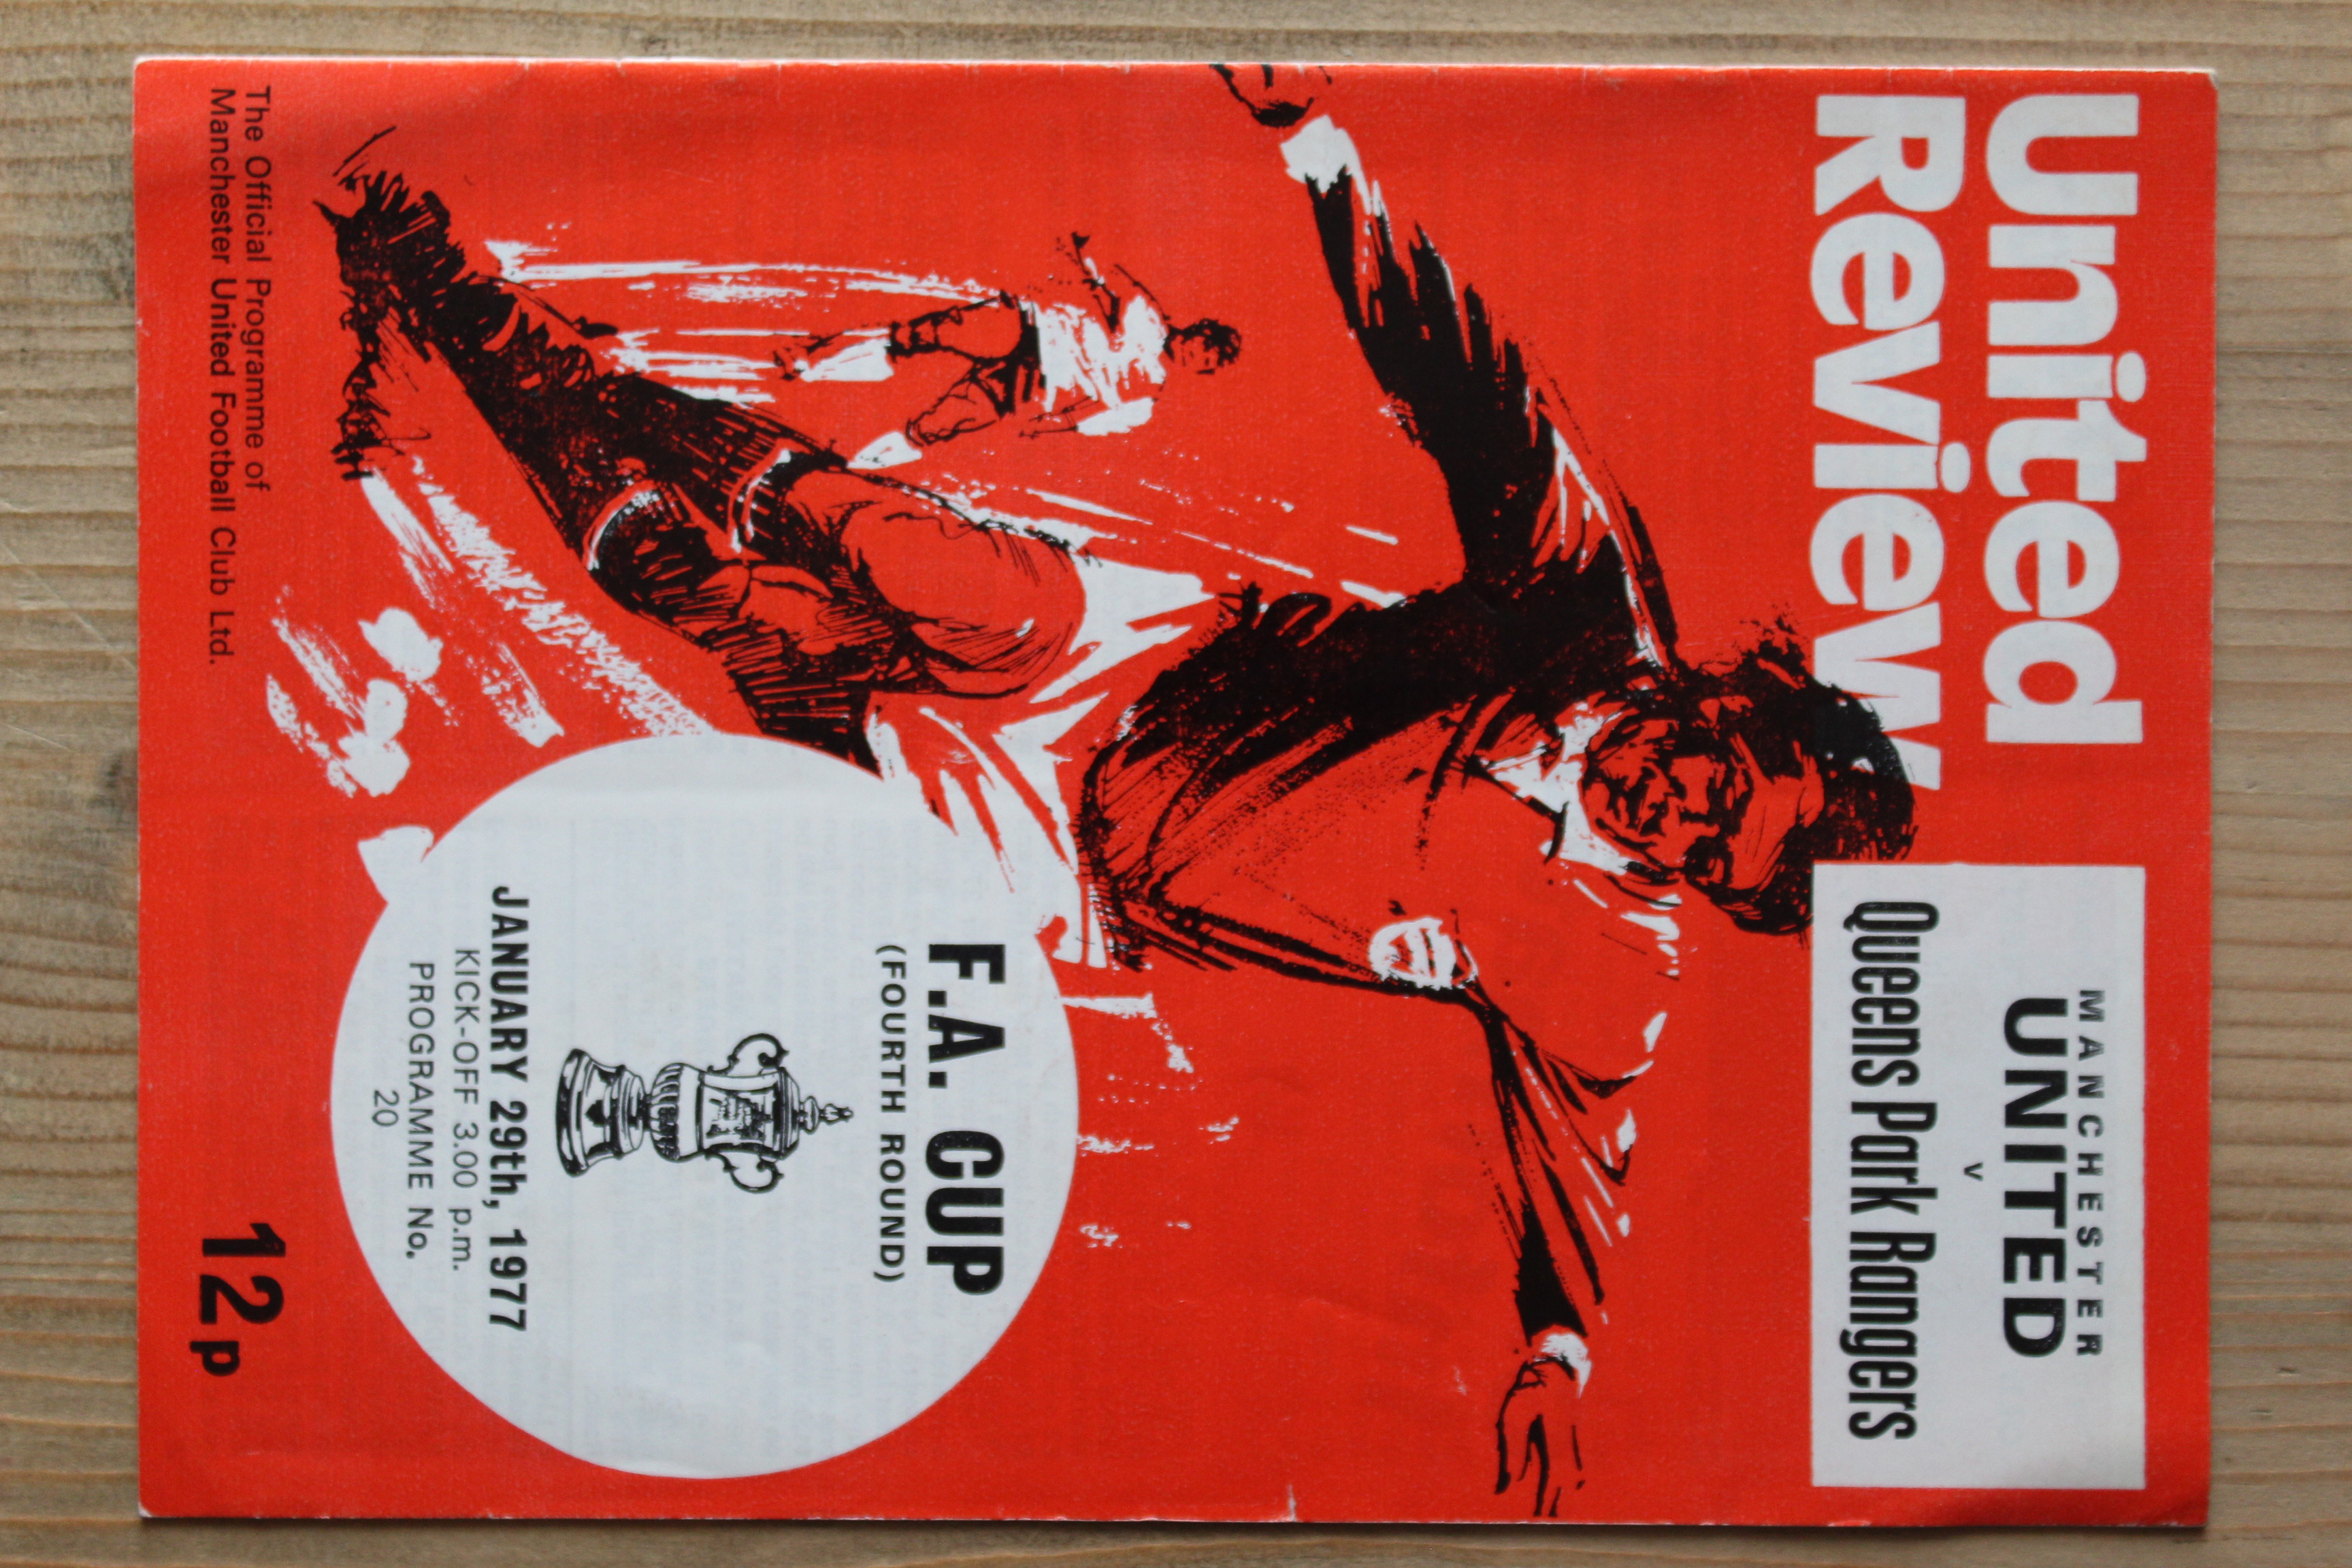 United
Review
MANCHESTER
UNITED
v
Queens Park Rangers
F.A. CUP
(FOURTH ROUND)
JANUARY 29th, 1977
KICK-OFF 3.00 p.m.
PROGRAMME No.
20
The Official Programme of
Manchester United Football Club Ltd.
12p